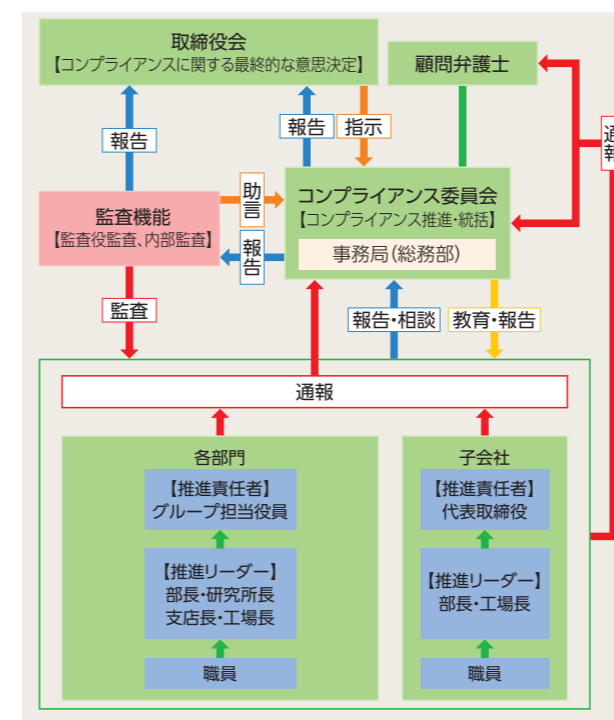 取締役会
【コンプライアンスに関する最終的な意思決定】
顧問弁護士
通報
報告
報告
指示
監査機能
【監査役監査、内部監査】
助言
報告
コンプライアンス委員会
【コンプライアンス推進・統括】
事務局(総務部)
監査
報告・相談
教育・報告
通報
各部門
【推進責任者】
グループ担当役員
【推進リーダー】
部長・研究所長
支店長・工場長
職員
子会社
【推進責任者】
代表取締役
【推進リーダー】
部長・工場長
職員